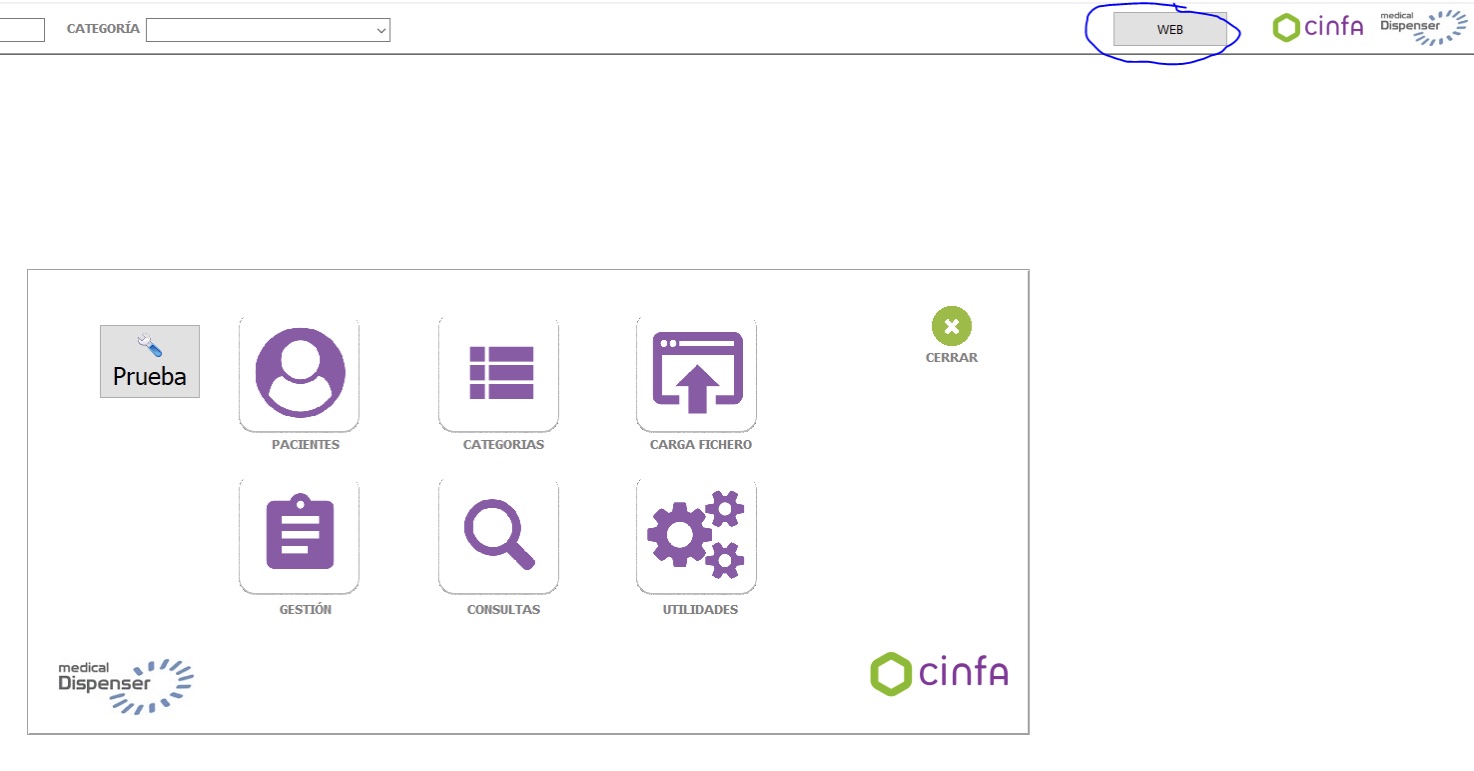 CATEGORÍA
WEB
cinfa
medical
Dispenser
Prueba
CERRAR
PACIENTES
CATEGORIAS
CARGA FICHERO
GESTIÓN
CONSULTAS
UTILIDADES
medical
Dispenser
cinfa